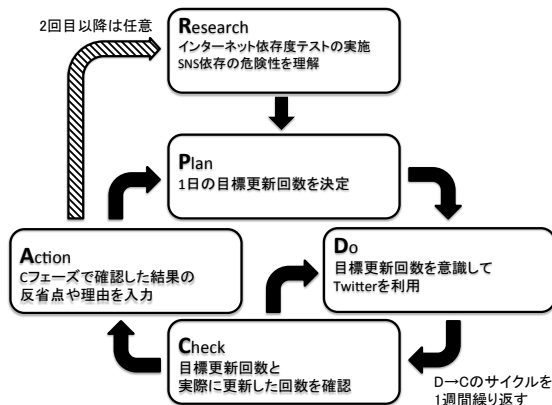 2回目以降は任意
Research
インターネット依存度テストの実施
SNS依存の危険性を理解
Plan
1日の目標更新回数を決定
Action
Cフェーズで確認した結果の
反省点や理由を入力
Do
目標更新回数を意識して
Twitterを利用
Check
目標更新回数と
実際に更新した回数を確認
D→Cのサイクルを
1週間繰り返す